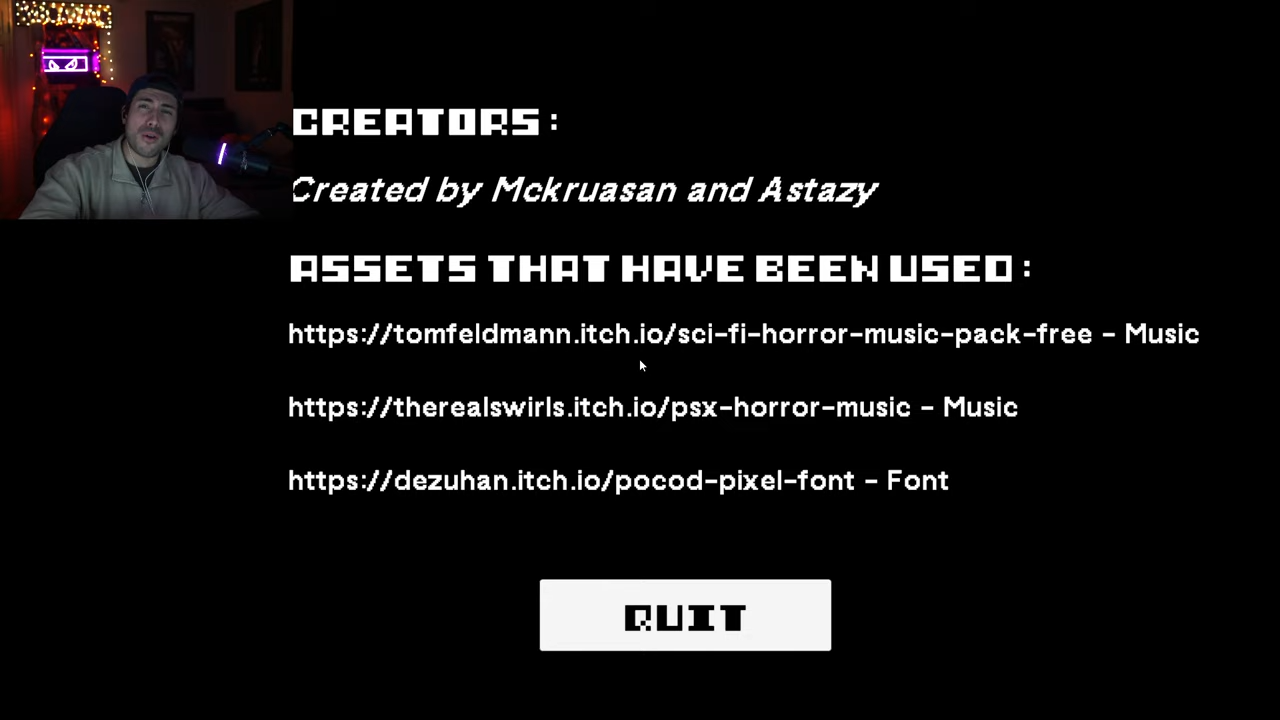 CREATORS:
Created by Mckruasan and Astazy
ASSETS THAT HAVE BEEN USED:
https://tomfeldmann.itch.io/sci-fi-horror-music-pack-free - Music
https://therealswirls.itch.io/psx-horror-music - Music
https://dezuhan.itch.io/pocod-pixel-font - Font
QUIT